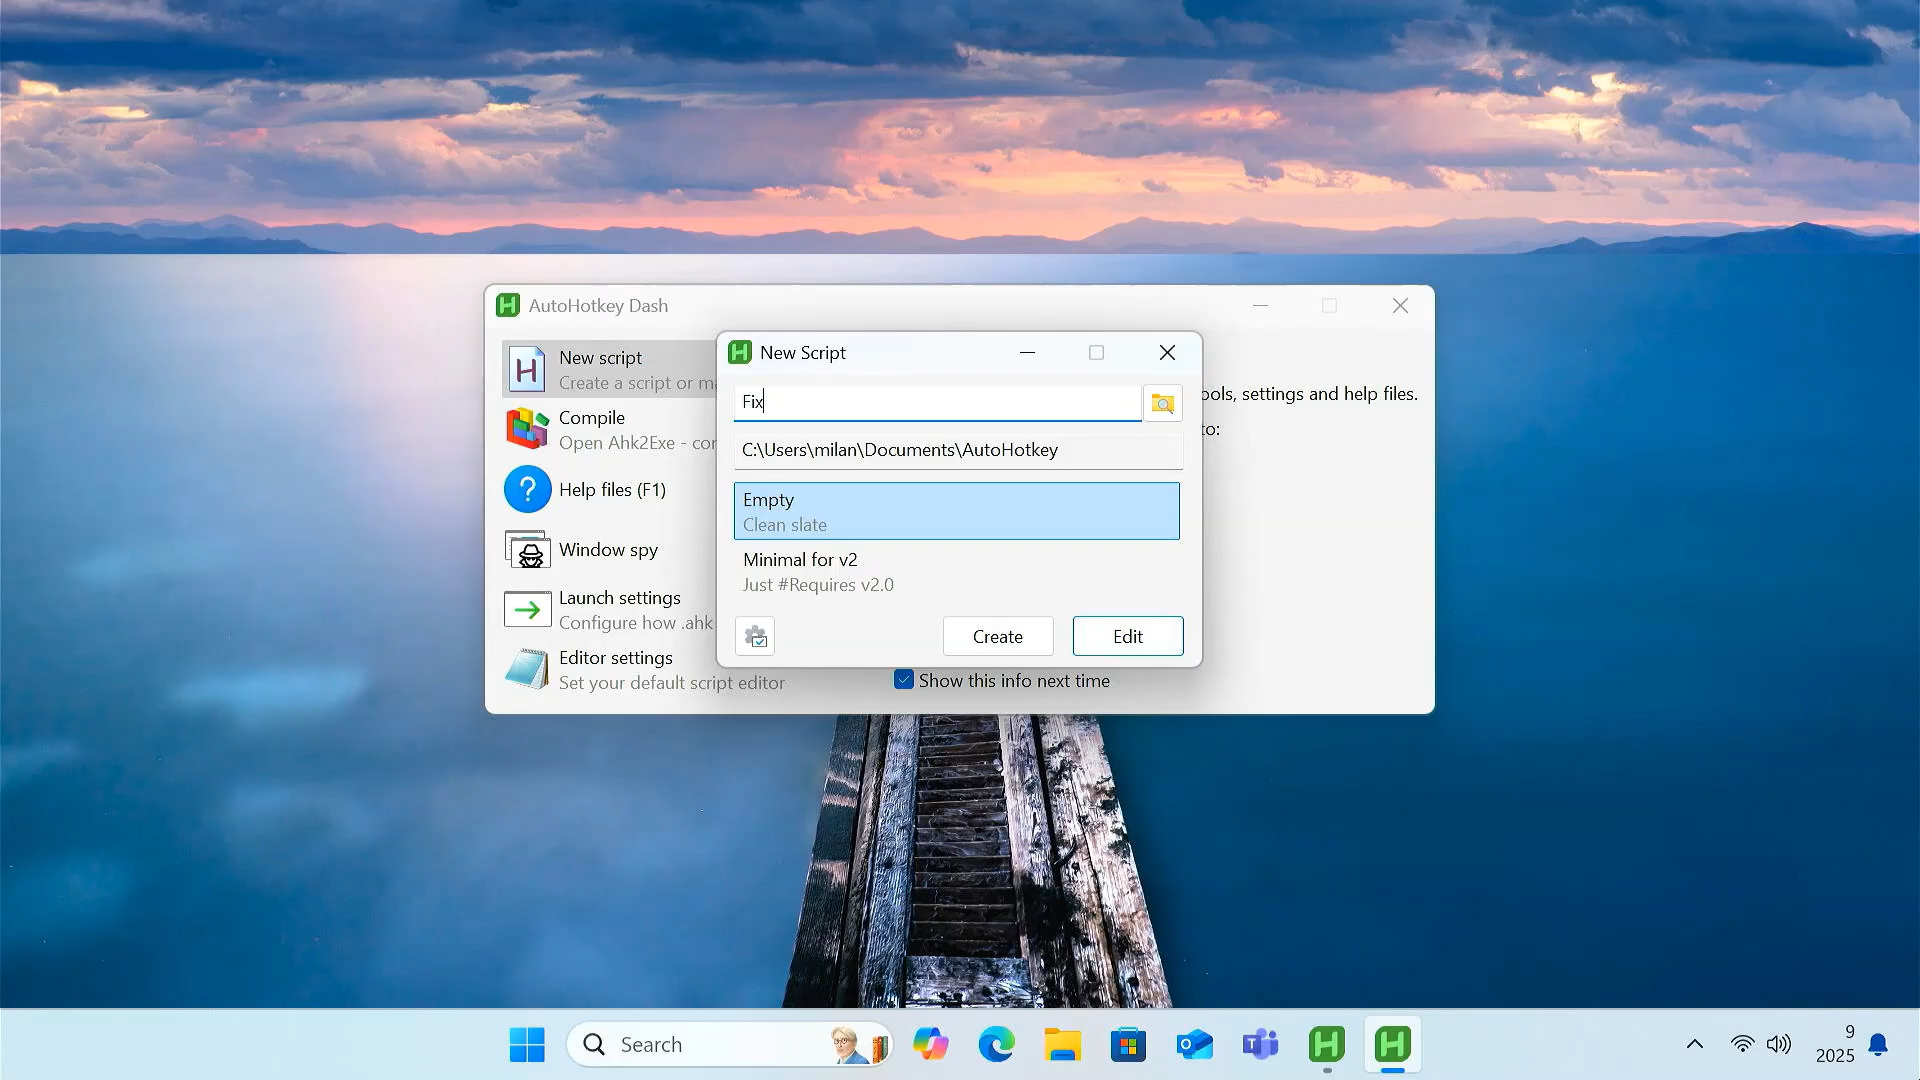 AutoHotkey Dash
New script
Create a script or ma
Compile
Open Ahk2Exe - cor
Help files (F1)
Window spy
Launch settings
Configure how .ahk
Editor settings
Set your default script editor
ools, settings and help files.
to:
Show this info next time
New Script
Fix
C:\Users\milan\Documents\AutoHotkey
Empty
Clean slate
Minimal for v2
Just #Requires v2.0
Create
Edit
Search
9
2025